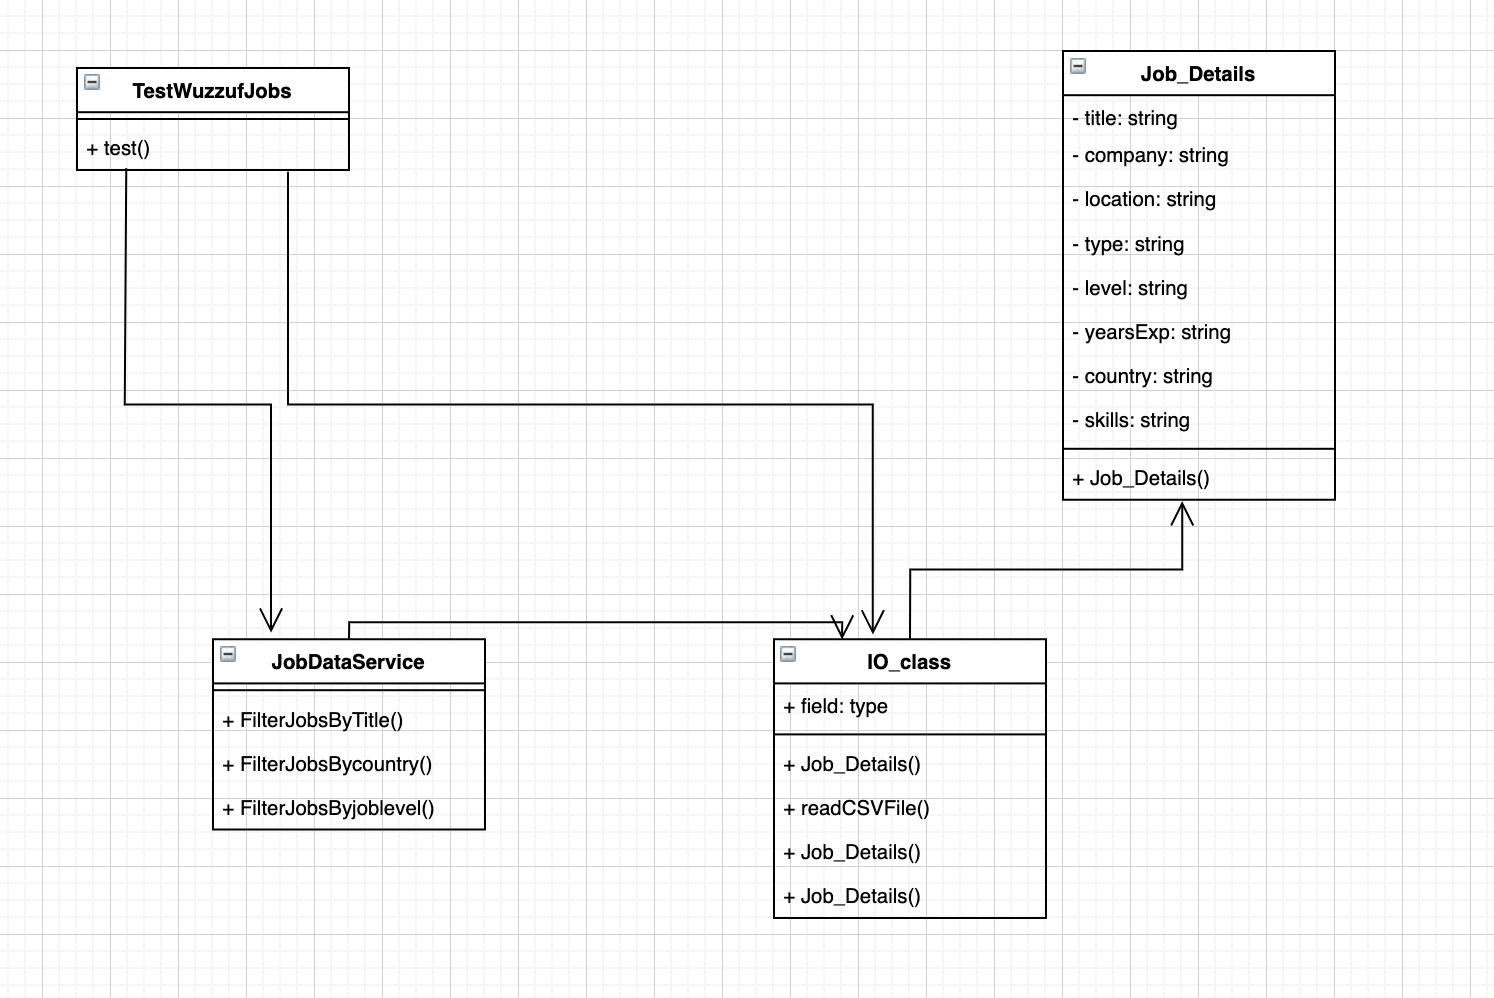 TestWuzzufJobs
+ test()
Job_Details
- title: string
- company: string
- location: string
- type: string
- level: string
- yearsExp: string
- country: string
- skills: string
+ Job_Details()
JobDataService
+ FilterJobsByTitle()
+ FilterJobsBycountry()
+ FilterJobsByjoblevel()
IO_class
+ field: type
+ Job_Details()
+ readCSVFile()
+ Job_Details()
+ Job_Details()